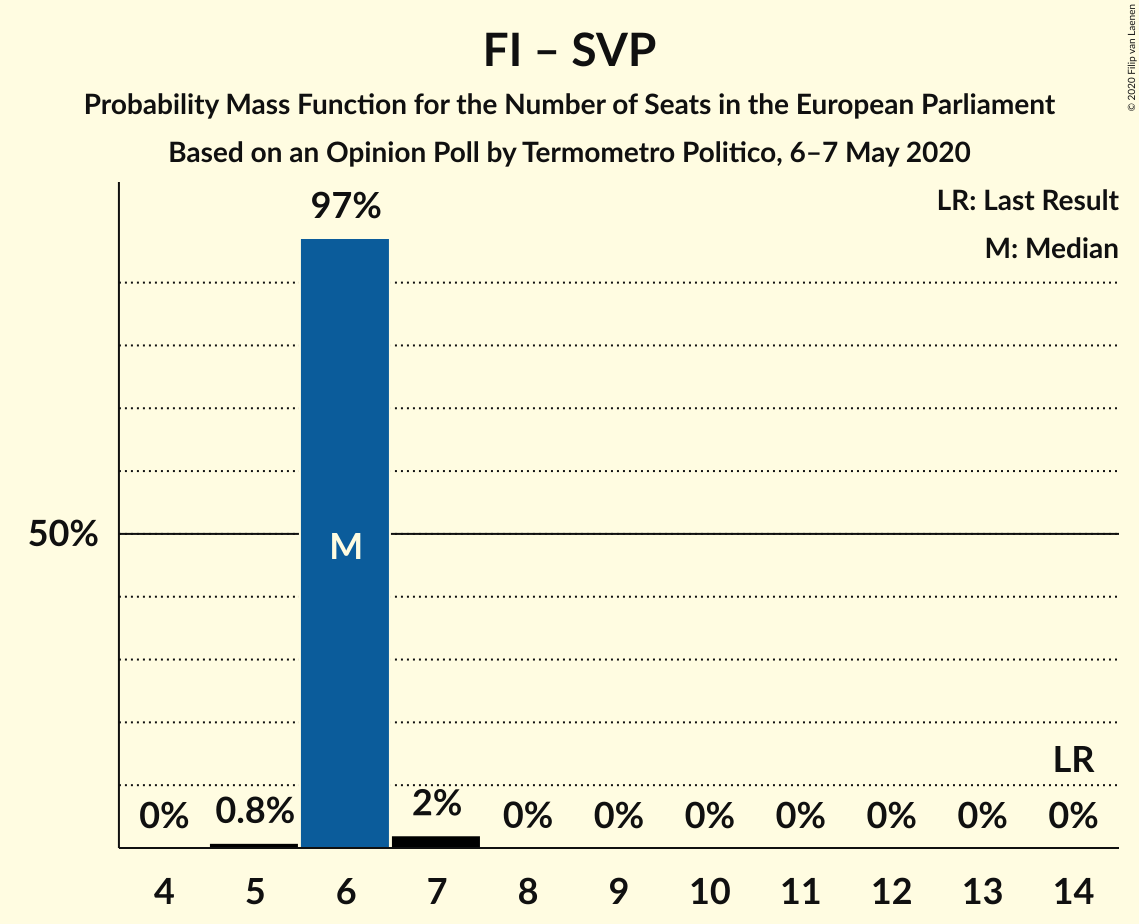 FI – SVP
Probability Mass Function for the Number of Seats in the European Parliament
Based on an Opinion Poll by Termometro Politico, 6–7 May 2020
© 2020 Filip van Laenen
LR: Last Result
M: Median
97%
50%
M
LR
0% 0.8% 2% 0% 0% 0% 0% 0% 0% 0%
4 5 6 7 8 9 10 11 12 13 14